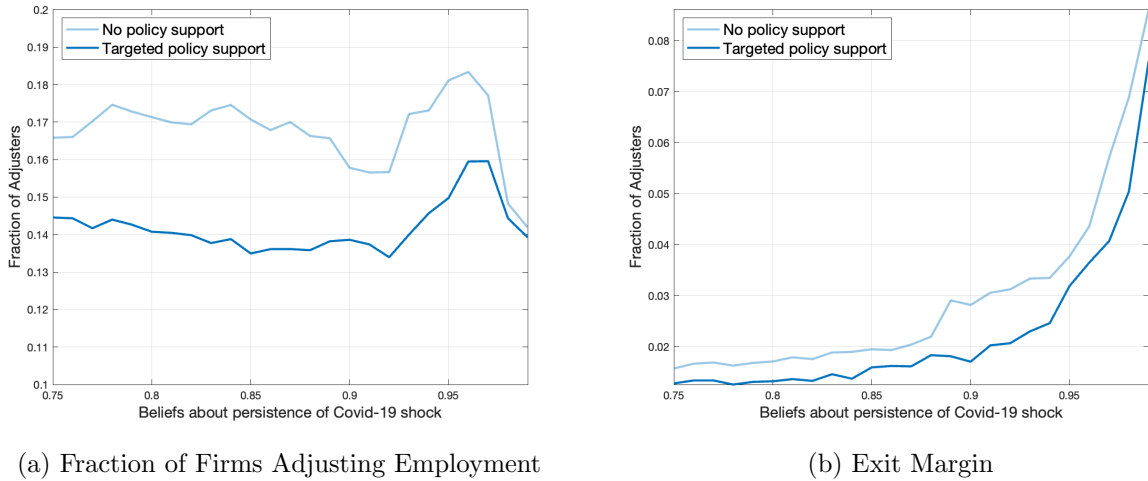 No policy support
Targeted policy support
Fraction of Adjusters
0.2
0.19
0.18
0.17
0.16
0.15
0.14
0.13
0.12
0.11
0.1
0.75
0.8
0.85
0.9
0.95
Beliefs about persistence of Covid-19 shock
(a) Fraction of Firms Adjusting Employment
No policy support
Targeted policy support
Fraction of Adjusters
0.08
0.07
0.06
0.05
0.04
0.03
0.02
0.75
0.8
0.85
0.9
0.95
Beliefs about persistence of Covid-19 shock
(b) Exit Margin